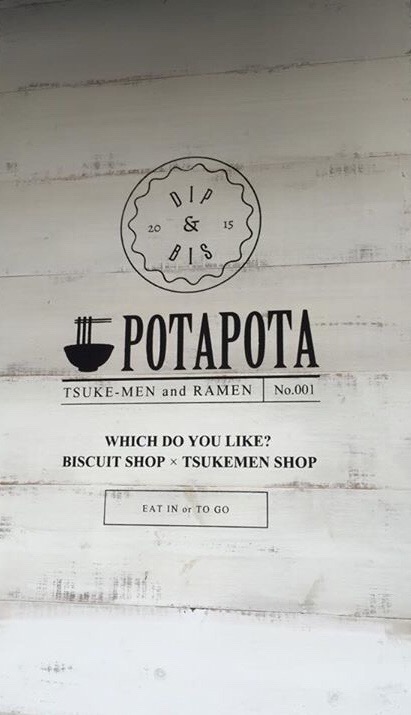 DIP
20 & 15
BIS
POTAPOTA
TSUKE-MEN and RAMEN No.001
WHICH DO YOU LIKE?
BISCUIT SHOP × TSUKEMEN SHOP
EAT IN or TO GO